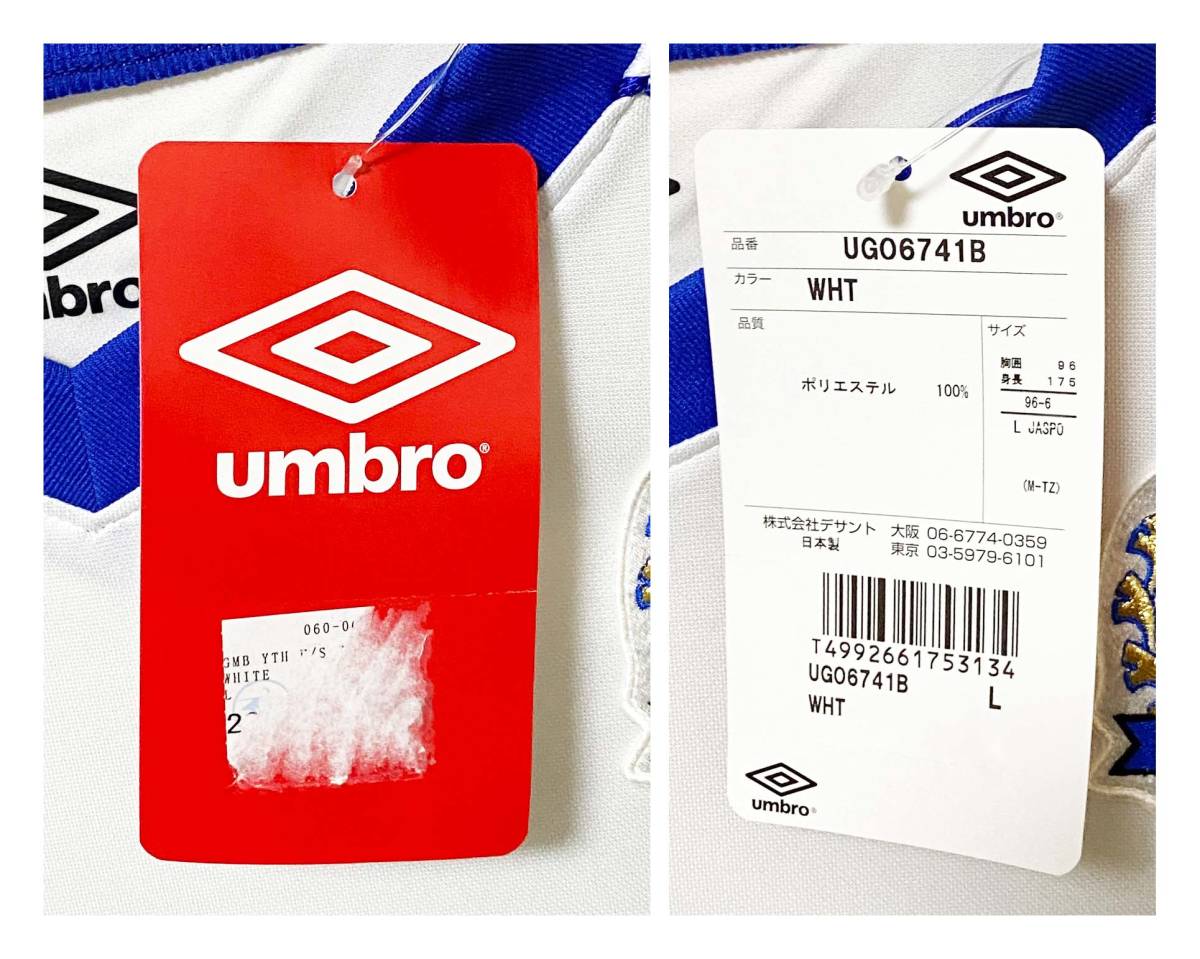 umbro®
060-0
GMB YTH
WHITE
L
2
umbro®
品番 UGO6741B
カラー WHT
品質
サイズ
ポリエステル 100%
胸囲 96
身長 175
96-6
L JASPO
(M-TZ)
株式会社デサント 大阪 06-6774-0359
日本製 東京 03-5979-6101
T4992661753134
UGO6741B L
WHT
umbro®